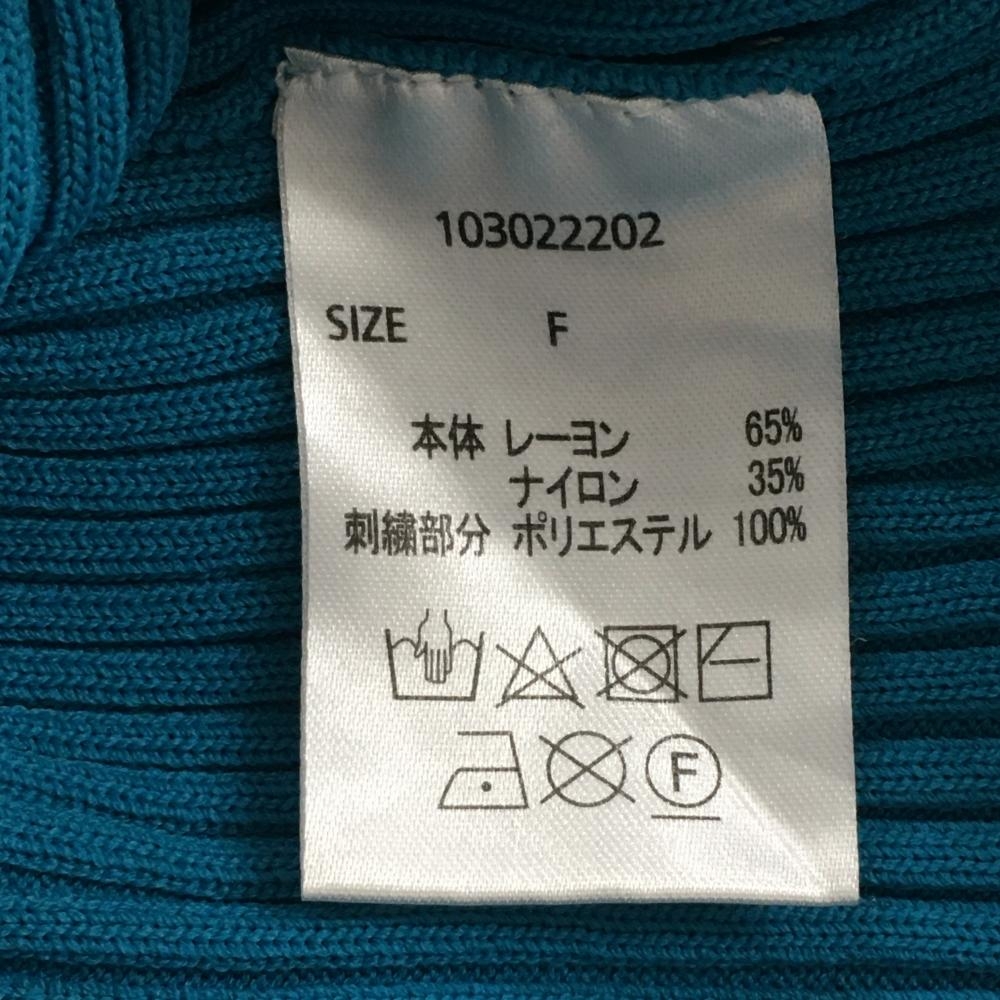 103022202
SIZE F
本体 レーヨン 65%
ナイロン 35%
刺繍部分 ポリエステル 100%
F